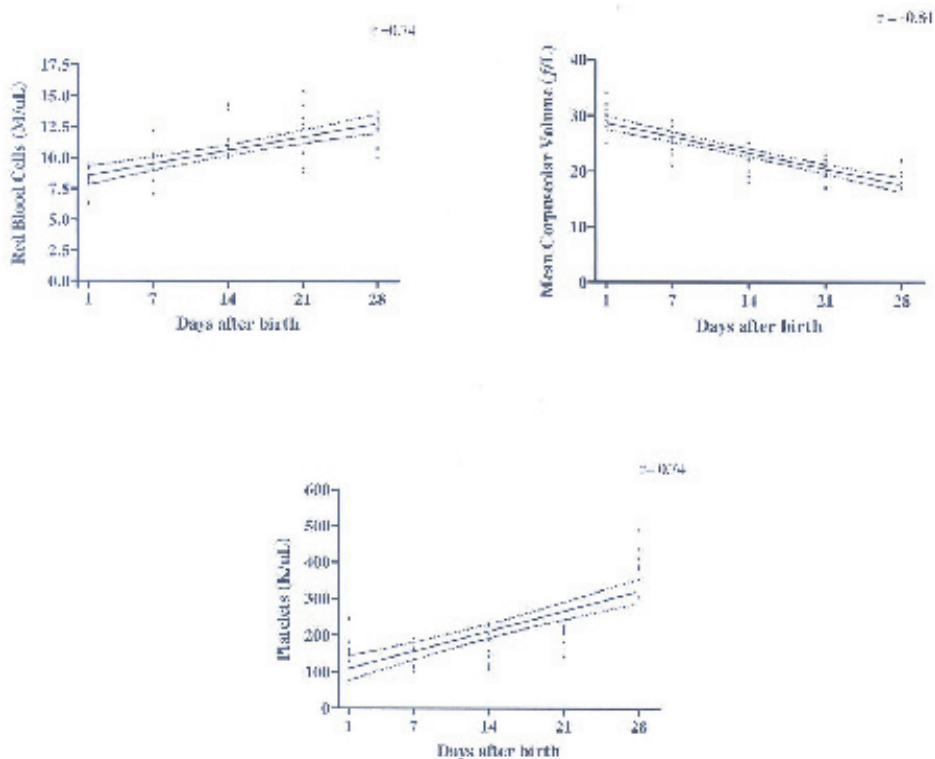 r=0.74
17.5
15.0
12.5
10.0
7.5
5.0
2.5
0.0
1 7 14 21 28
Red Blood Cells (M/uL)
Days after birth
40
30
20
10
0
1 7 14 21 28
Mean Corpuscolar Volume (fL)
Days after birth
600
500
400
300
200
100
0
1 7 14 21 28
Platelets (K/uL)
Days after birth